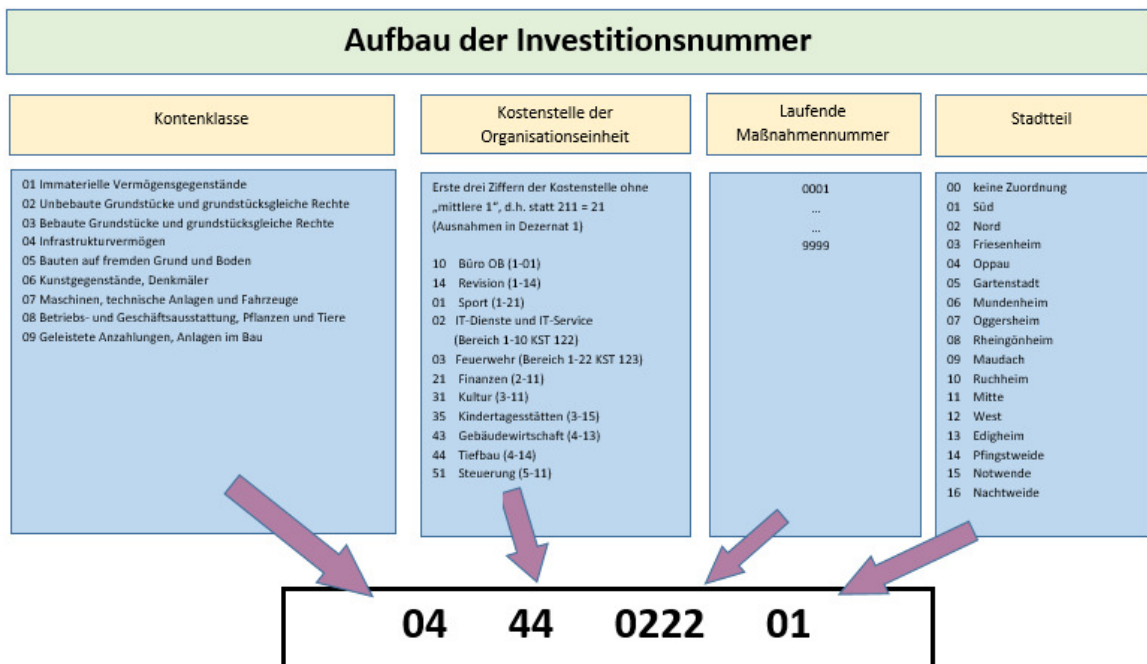 Aufbau der Investitionsnummer
Kontenklasse
01 Immaterielle Vermögensgegenstände
02 Unbebaute Grundstücke und grundstücksgleiche Rechte
03 Bebaute Grundstücke und grundstücksgleiche Rechte
04 Infrastrukturvermögen
05 Bauten auf fremden Grund und Boden
06 Kunstgegenstände, Denkmäler
07 Maschinen, technische Anlagen und Fahrzeuge
08 Betriebs- und Geschäftsausstattung, Pflanzen und Tiere
09 Geleistete Anzahlungen, Anlagen im Bau
Kostenstelle der
Organisationseinheit
Erste drei Ziffern der Kostenstelle ohne
„mittlere 1“, d.h. statt 211 = 21
(Ausnahmen in Dezernat 1)
10 Büro OB (1-01)
14 Revision (1-14)
01 Sport (1-21)
02 IT-Dienste und IT-Service
(Bereich 1-10 KST 122)
03 Feuerwehr (Bereich 1-22 KST 123)
21 Finanzen (2-11)
31 Kultur (3-11)
35 Kindertagesstätten (3-15)
43 Gebäudewirtschaft (4-13)
44 Tiefbau (4-14)
51 Steuerung (5-11)
Laufende
Maßnahmennummer
0001
...
...
9999
Stadtteil
00 keine Zuordnung
01 Süd
02 Nord
03 Friesenheim
04 Oppau
05 Gartenstadt
06 Mundenheim
07 Oggersheim
08 Rheingönheim
09 Maudach
10 Ruchheim
11 Mitte
12 West
13 Edigheim
14 Pfingstweide
15 Notwende
16 Nachtweide
04 44 0222 01